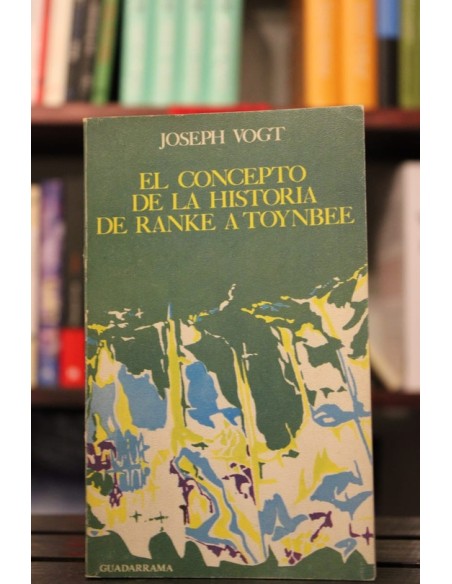 JOSEPH VOGT
EL CONCEPTO
DE LA HISTORIA
DE RANKE A TOYNBEE
GUADARRAMA